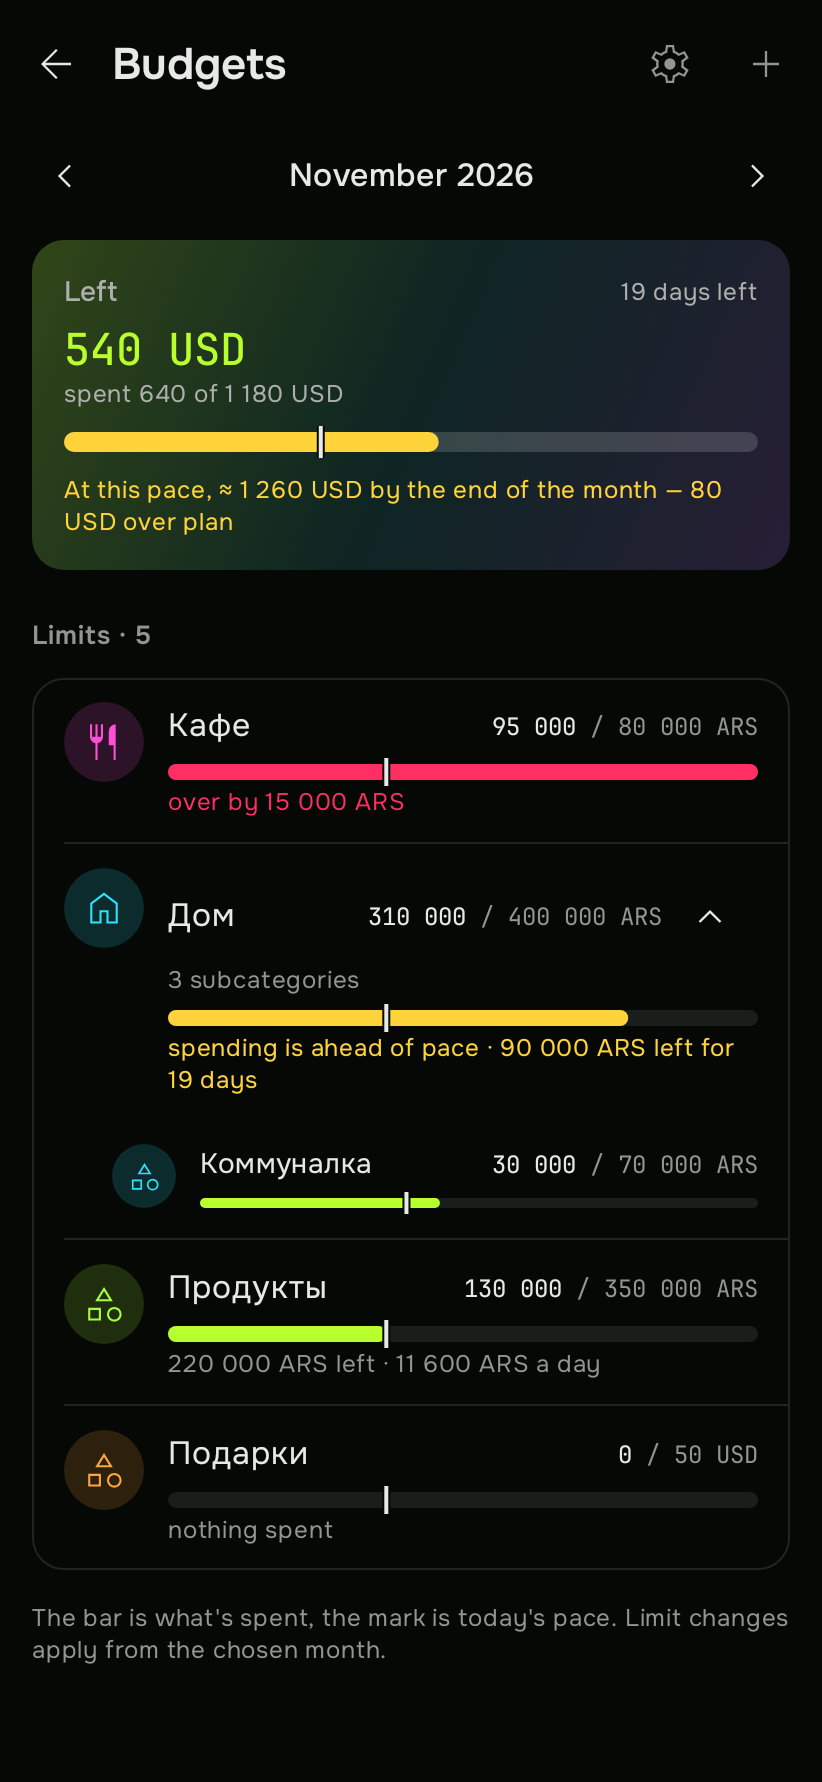 Budgets
November 2026
Left
19 days left
540 USD
spent 640 of 1 180 USD
At this pace, ≈ 1 260 USD by the end of the month — 80
USD over plan
Limits · 5
Кафе
95 000 / 80 000 ARS
over by 15 000 ARS
Дом
310 000 / 400 000 ARS
3 subcategories
spending is ahead of pace · 90 000 ARS left for
19 days
Коммуналка
30 000 / 70 000 ARS
Продукты
130 000 / 350 000 ARS
220 000 ARS left · 11 600 ARS a day
Подарки
0 / 50 USD
nothing spent
The bar is what's spent, the mark is today's pace. Limit changes
apply from the chosen month.